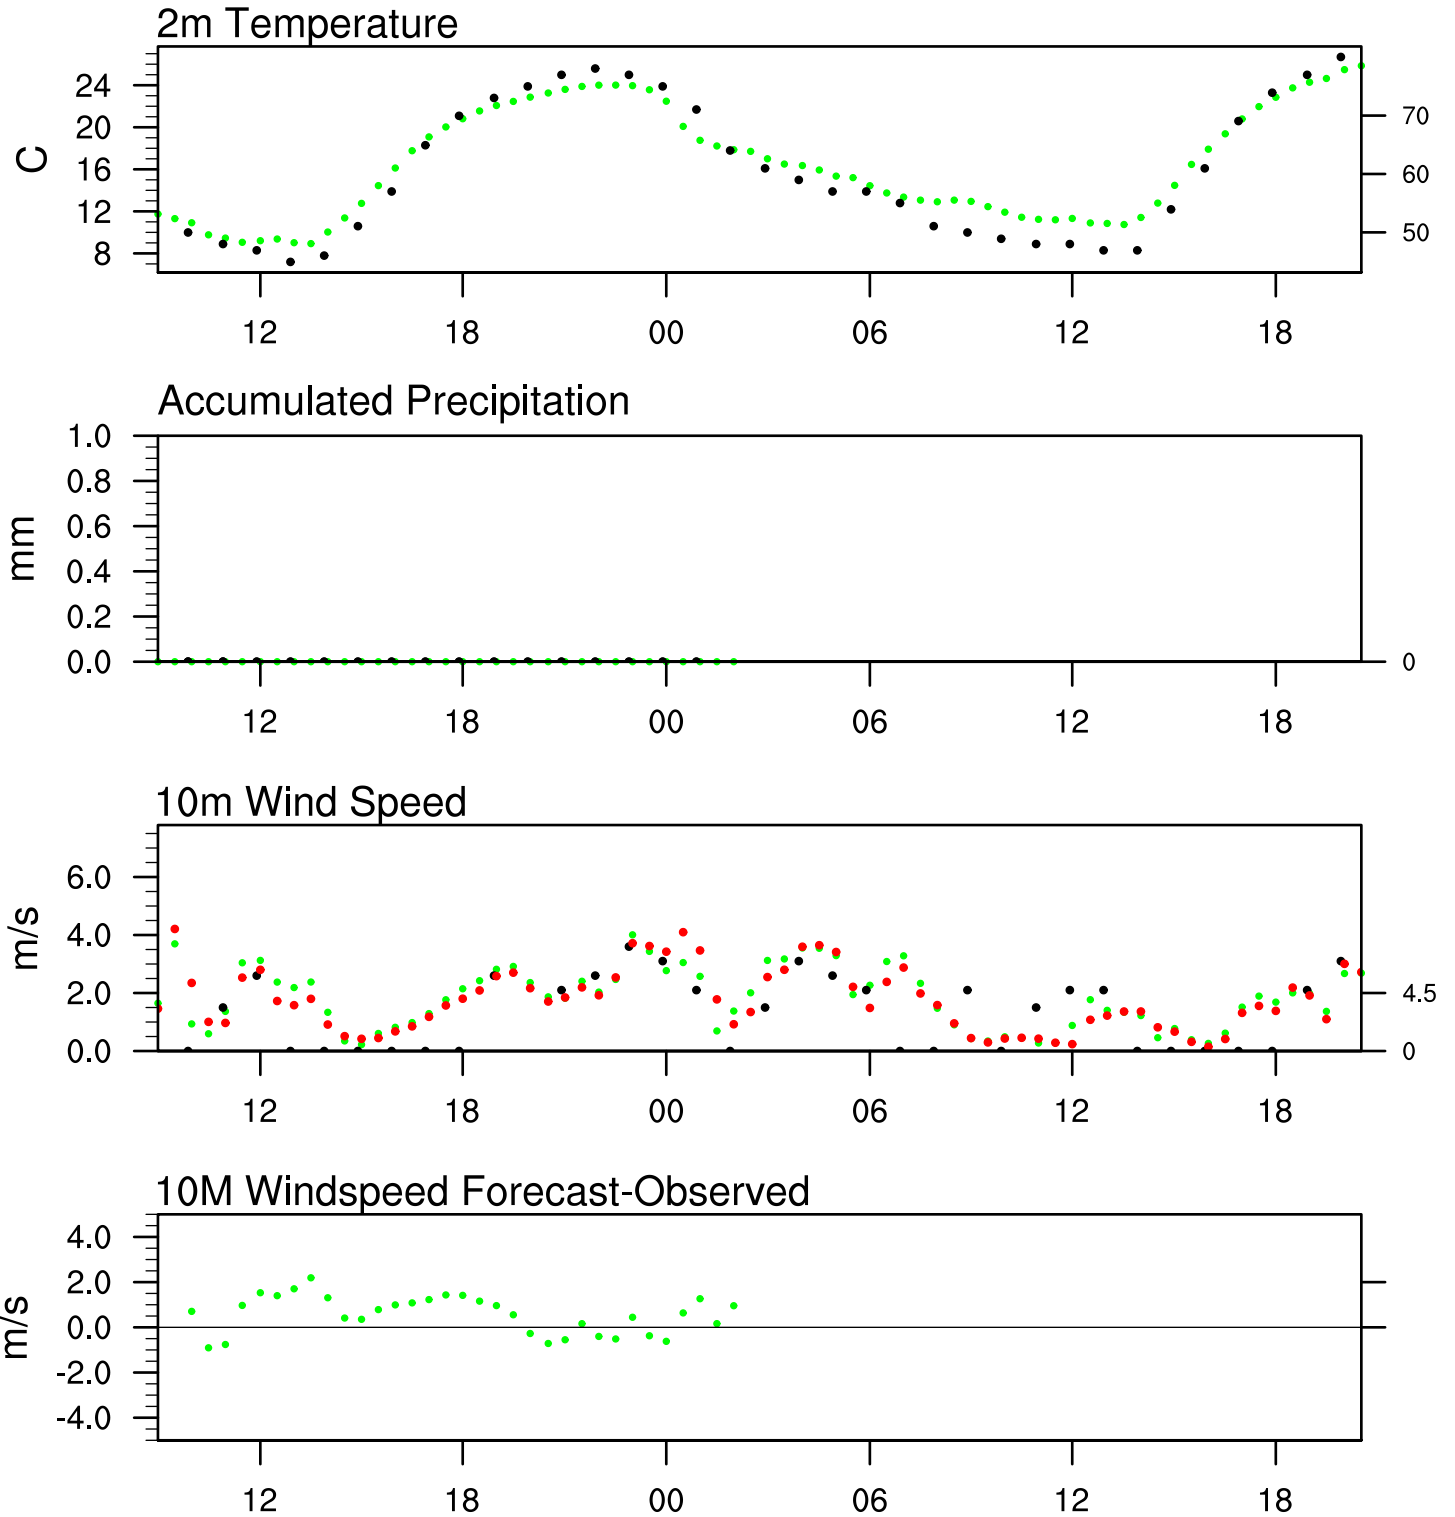 2m Temperature
C
24
20
16
12
8
70
60
50
12 18 00 06 12 18
Accumulated Precipitation
mm
1.0
0.8
0.6
0.4
0.2
0.0
0
12 18 00 06 12 18
10m Wind Speed
m/s
6.0
4.0
2.0
0.0
4.5
0
12 18 00 06 12 18
10M Windspeed Forecast-Observed
m/s
4.0
2.0
0.0
-2.0
-4.0
12 18 00 06 12 18